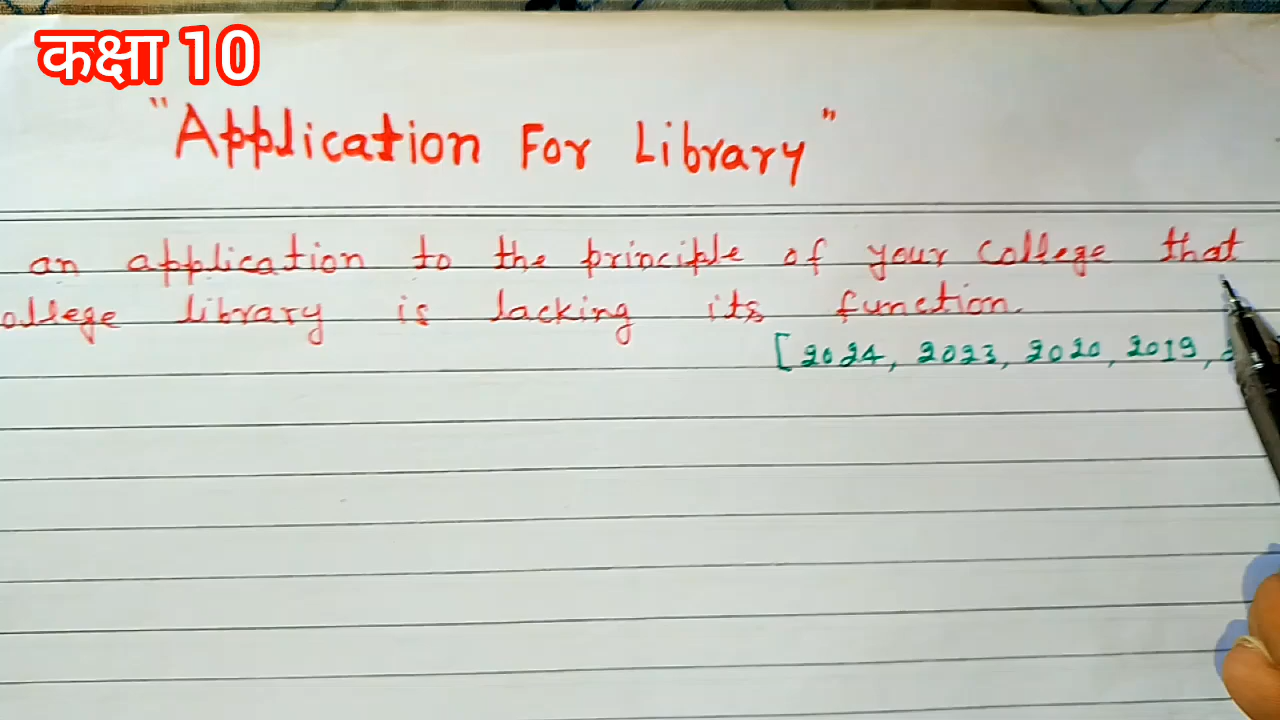 कक्षा 10
"Application For Library"
an application to the principle of your college that
ollege library is lacking its function.
[2024, 2023, 2020, 2019,